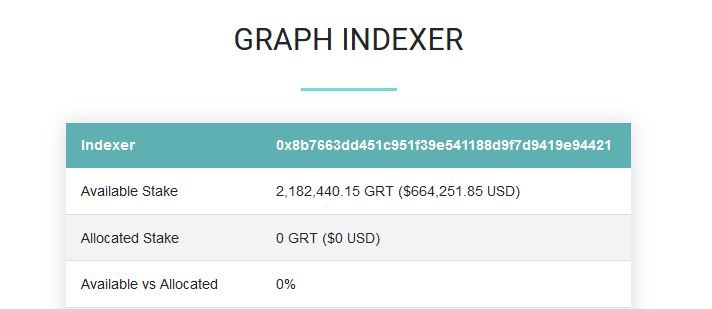 GRAPH INDEXER
Indexer 0x8b7663dd451c951f39e541188d9f7d9419e94421
Available Stake 2,182,440.15 GRT ($664,251.85 USD)
Allocated Stake 0 GRT ($0 USD)
Available vs Allocated 0%